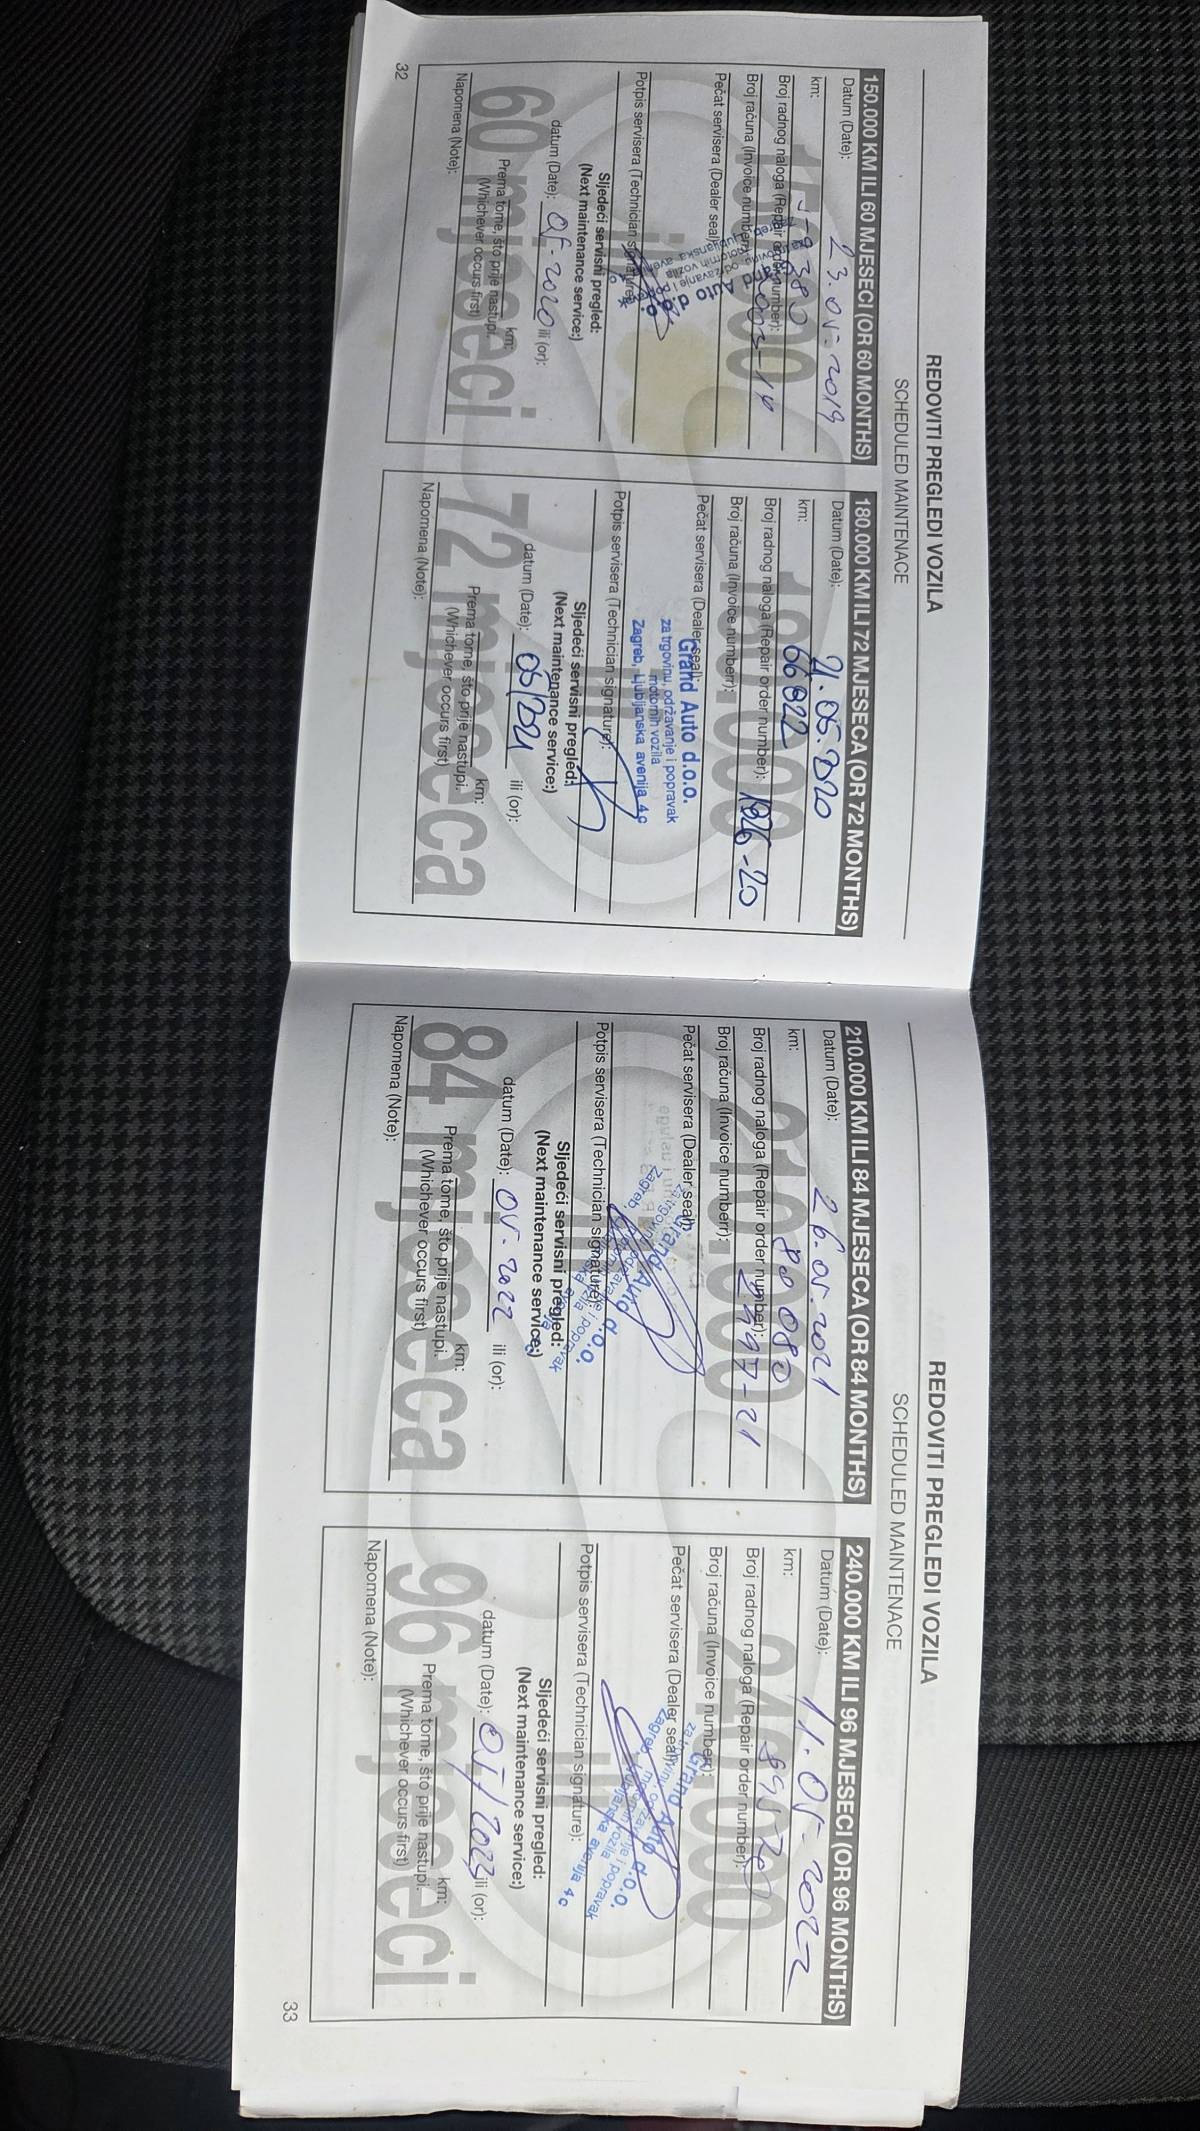 REDOVITI PREGLEDI VOZILA
SCHEDULED MAINTENACE
150.000 KM ILI 60 MJESECI (OR 60 MONTHS)
Datum (Date): 23.05.2019
km:
Broj radnog naloga (Repair order number):
Broj računa (Invoice numberr):
Pečat servisera (Dealer seal):
Grand Auto d.o.o.
Potpis servisera (Technician signature):
Sljedeći servisni pregled:
(Next maintenance service:)
datum (Date): 05-2020 ili (or): km:
Prema tome, što prije nastupi.
(Whichever occurs first)
Napomena (Note):
150.000
60 mjeseci
32
180.000 KM ILI 72 MJESECA (OR 72 MONTHS)
Datum (Date): 21.05.2020
km: 66822
Broj radnog naloga (Repair order number): 1826-20
Broj računa (Invoice numberr):
Pečat servisera (Dealer seal):
Grand Auto d.o.o.
za trgovinu, održavanje i popravak
motornih vozila
Zagreb, Ljubljanska avenija 4c
Potpis servisera (Technician signature):
Sljedeći servisni pregled:
(Next maintenance service:)
datum (Date): 05/2021 ili (or): km:
Prema tome, što prije nastupi.
(Whichever occurs first)
Napomena (Note):
180.000
72 mjeseca
REDOVITI PREGLEDI VOZILA
SCHEDULED MAINTENACE
210.000 KM ILI 84 MJESECA (OR 84 MONTHS)
Datum (Date): 26.05.2021
km: 80080
Broj radnog naloga (Repair order number):
Broj računa (Invoice numberr):
Pečat servisera (Dealer seal):
Grand Auto d.o.o.
Potpis servisera (Technician signature):
Sljedeći servisni pregled:
(Next maintenance service:)
datum (Date): 05-2022 ili (or): km:
Prema tome, što prije nastupi.
(Whichever occurs first)
Napomena (Note):
210.000
84 mjeseca
240.000 KM ILI 96 MJESECI (OR 96 MONTHS)
Datum (Date): 11.05.2022
km:
Broj radnog naloga (Repair order number):
Broj računa (Invoice numberr):
Pečat servisera (Dealer seal):
Grand Auto d.o.o.
Potpis servisera (Technician signature):
Sljedeći servisni pregled:
(Next maintenance service:)
datum (Date): 05/2023 ili (or): km:
Prema tome, što prije nastupi.
(Whichever occurs first)
Napomena (Note):
240.000
96 mjeseci
33